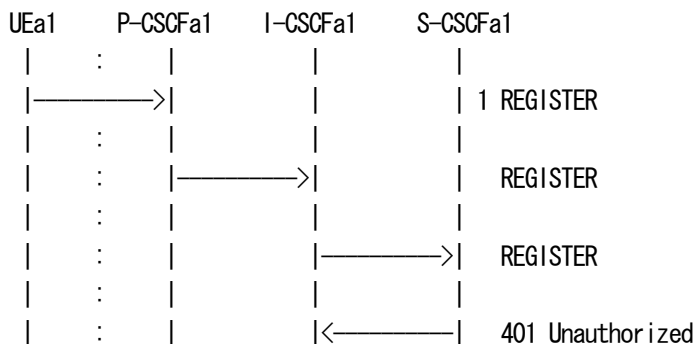 UEa1 P-CSCFa1 I-CSCFa1 S-CSCFa1
| : | | |
|----------->| | | 1 REGISTER
| : | | |
| : |----------->| | REGISTER
| : | | |
| : | |----------->| REGISTER
| : | | |
| : | |<-----------| 401 Unauthorized